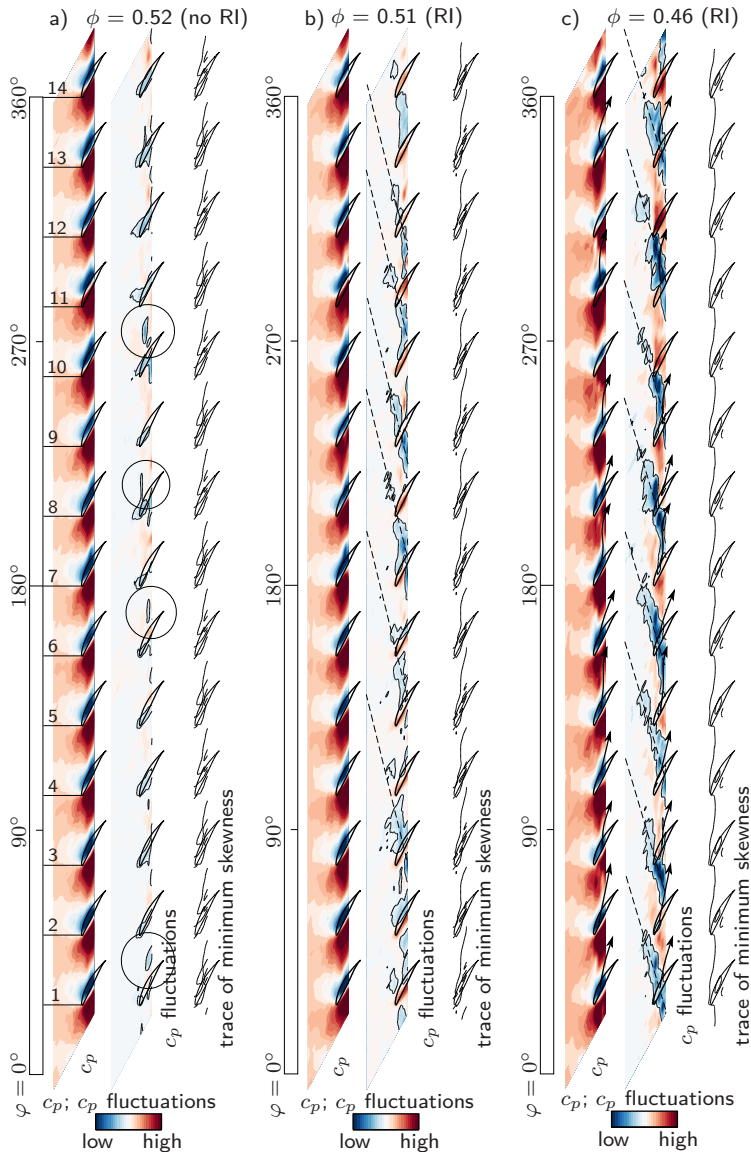 a) ϕ = 0.52 (no RI)
b) ϕ = 0.51 (RI)
c) ϕ = 0.46 (RI)
14
13
12
11
10
9
8
7
6
5
4
3
2
1
360°
270°
180°
90°
φ = 0°
c_p
c_p fluctuations
trace of minimum skewness
c_p; c_p fluctuations
low high
360°
270°
180°
90°
φ = 0°
c_p
c_p fluctuations
trace of minimum skewness
c_p; c_p fluctuations
low high
360°
270°
180°
90°
φ = 0°
c_p
c_p fluctuations
trace of minimum skewness
c_p; c_p fluctuations
low high